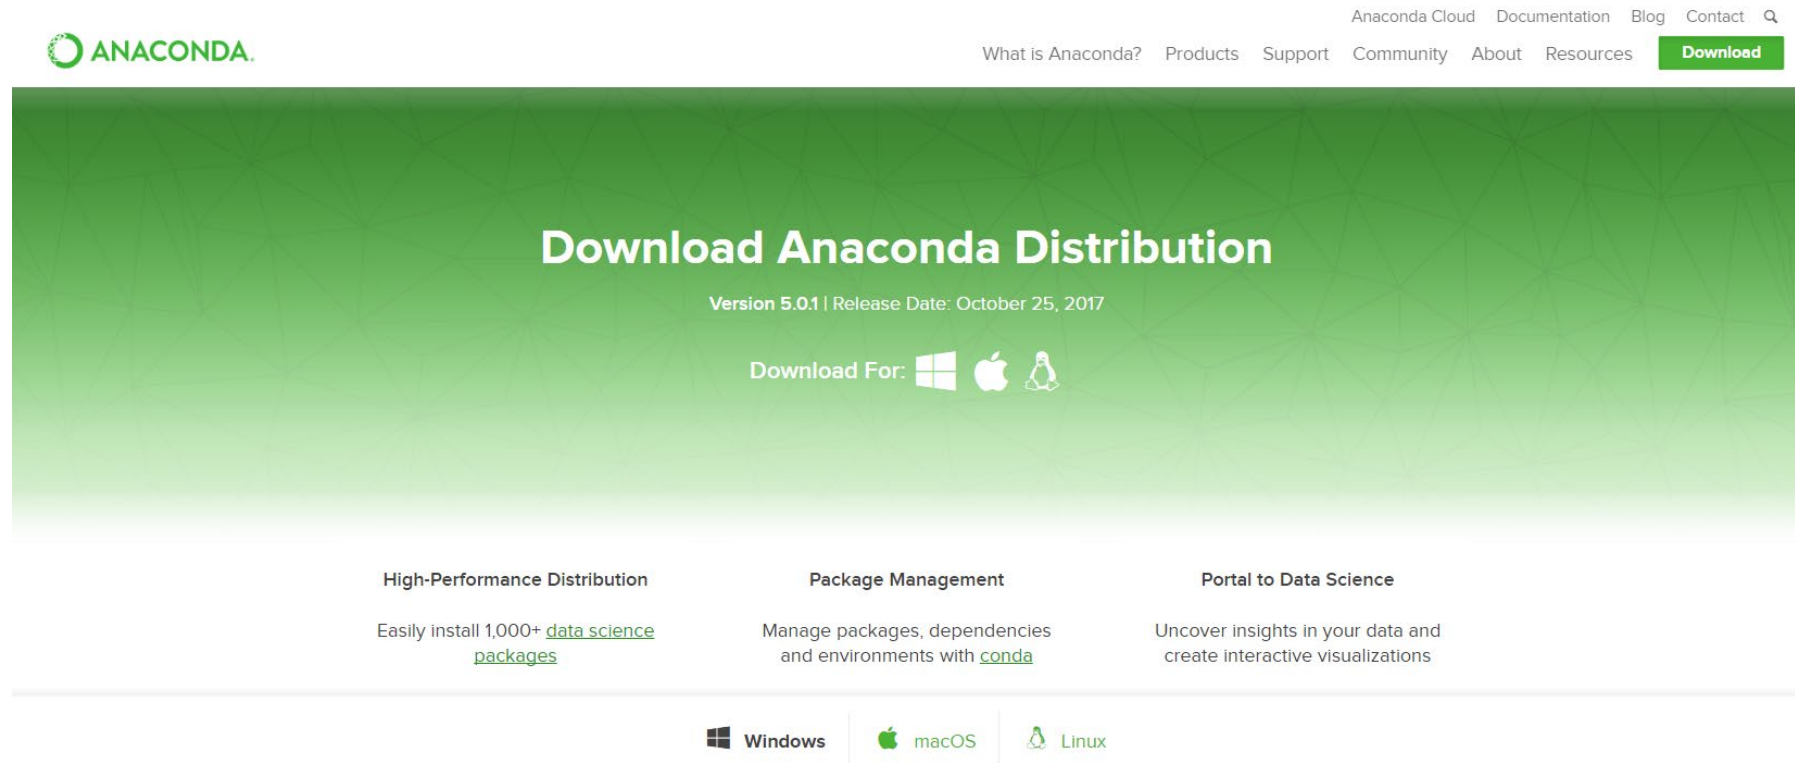 Anaconda Cloud Documentation Blog Contact
ANACONDA.
What is Anaconda? Products Support Community About Resources Download
Download Anaconda Distribution
Version 5.0.1 | Release Date: October 25, 2017
Download For:
High-Performance Distribution
Easily install 1,000+ data science
packages
Package Management
Manage packages, dependencies
and environments with conda
Portal to Data Science
Uncover insights in your data and
create interactive visualizations
Windows macOS Linux